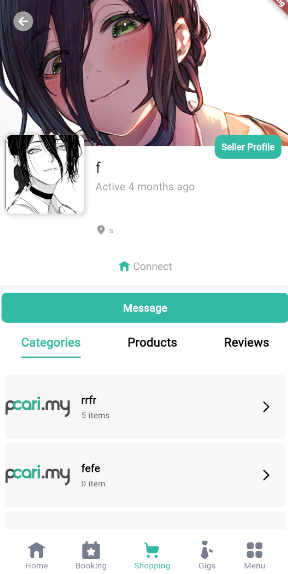 Seller Profile
f
Active 4 months ago
s
Connect
Message
Categories Products Reviews
pcari.my
rrfr
5 items
pcari.my
fefe
0 item
Home Booking Shopping Gigs Menu